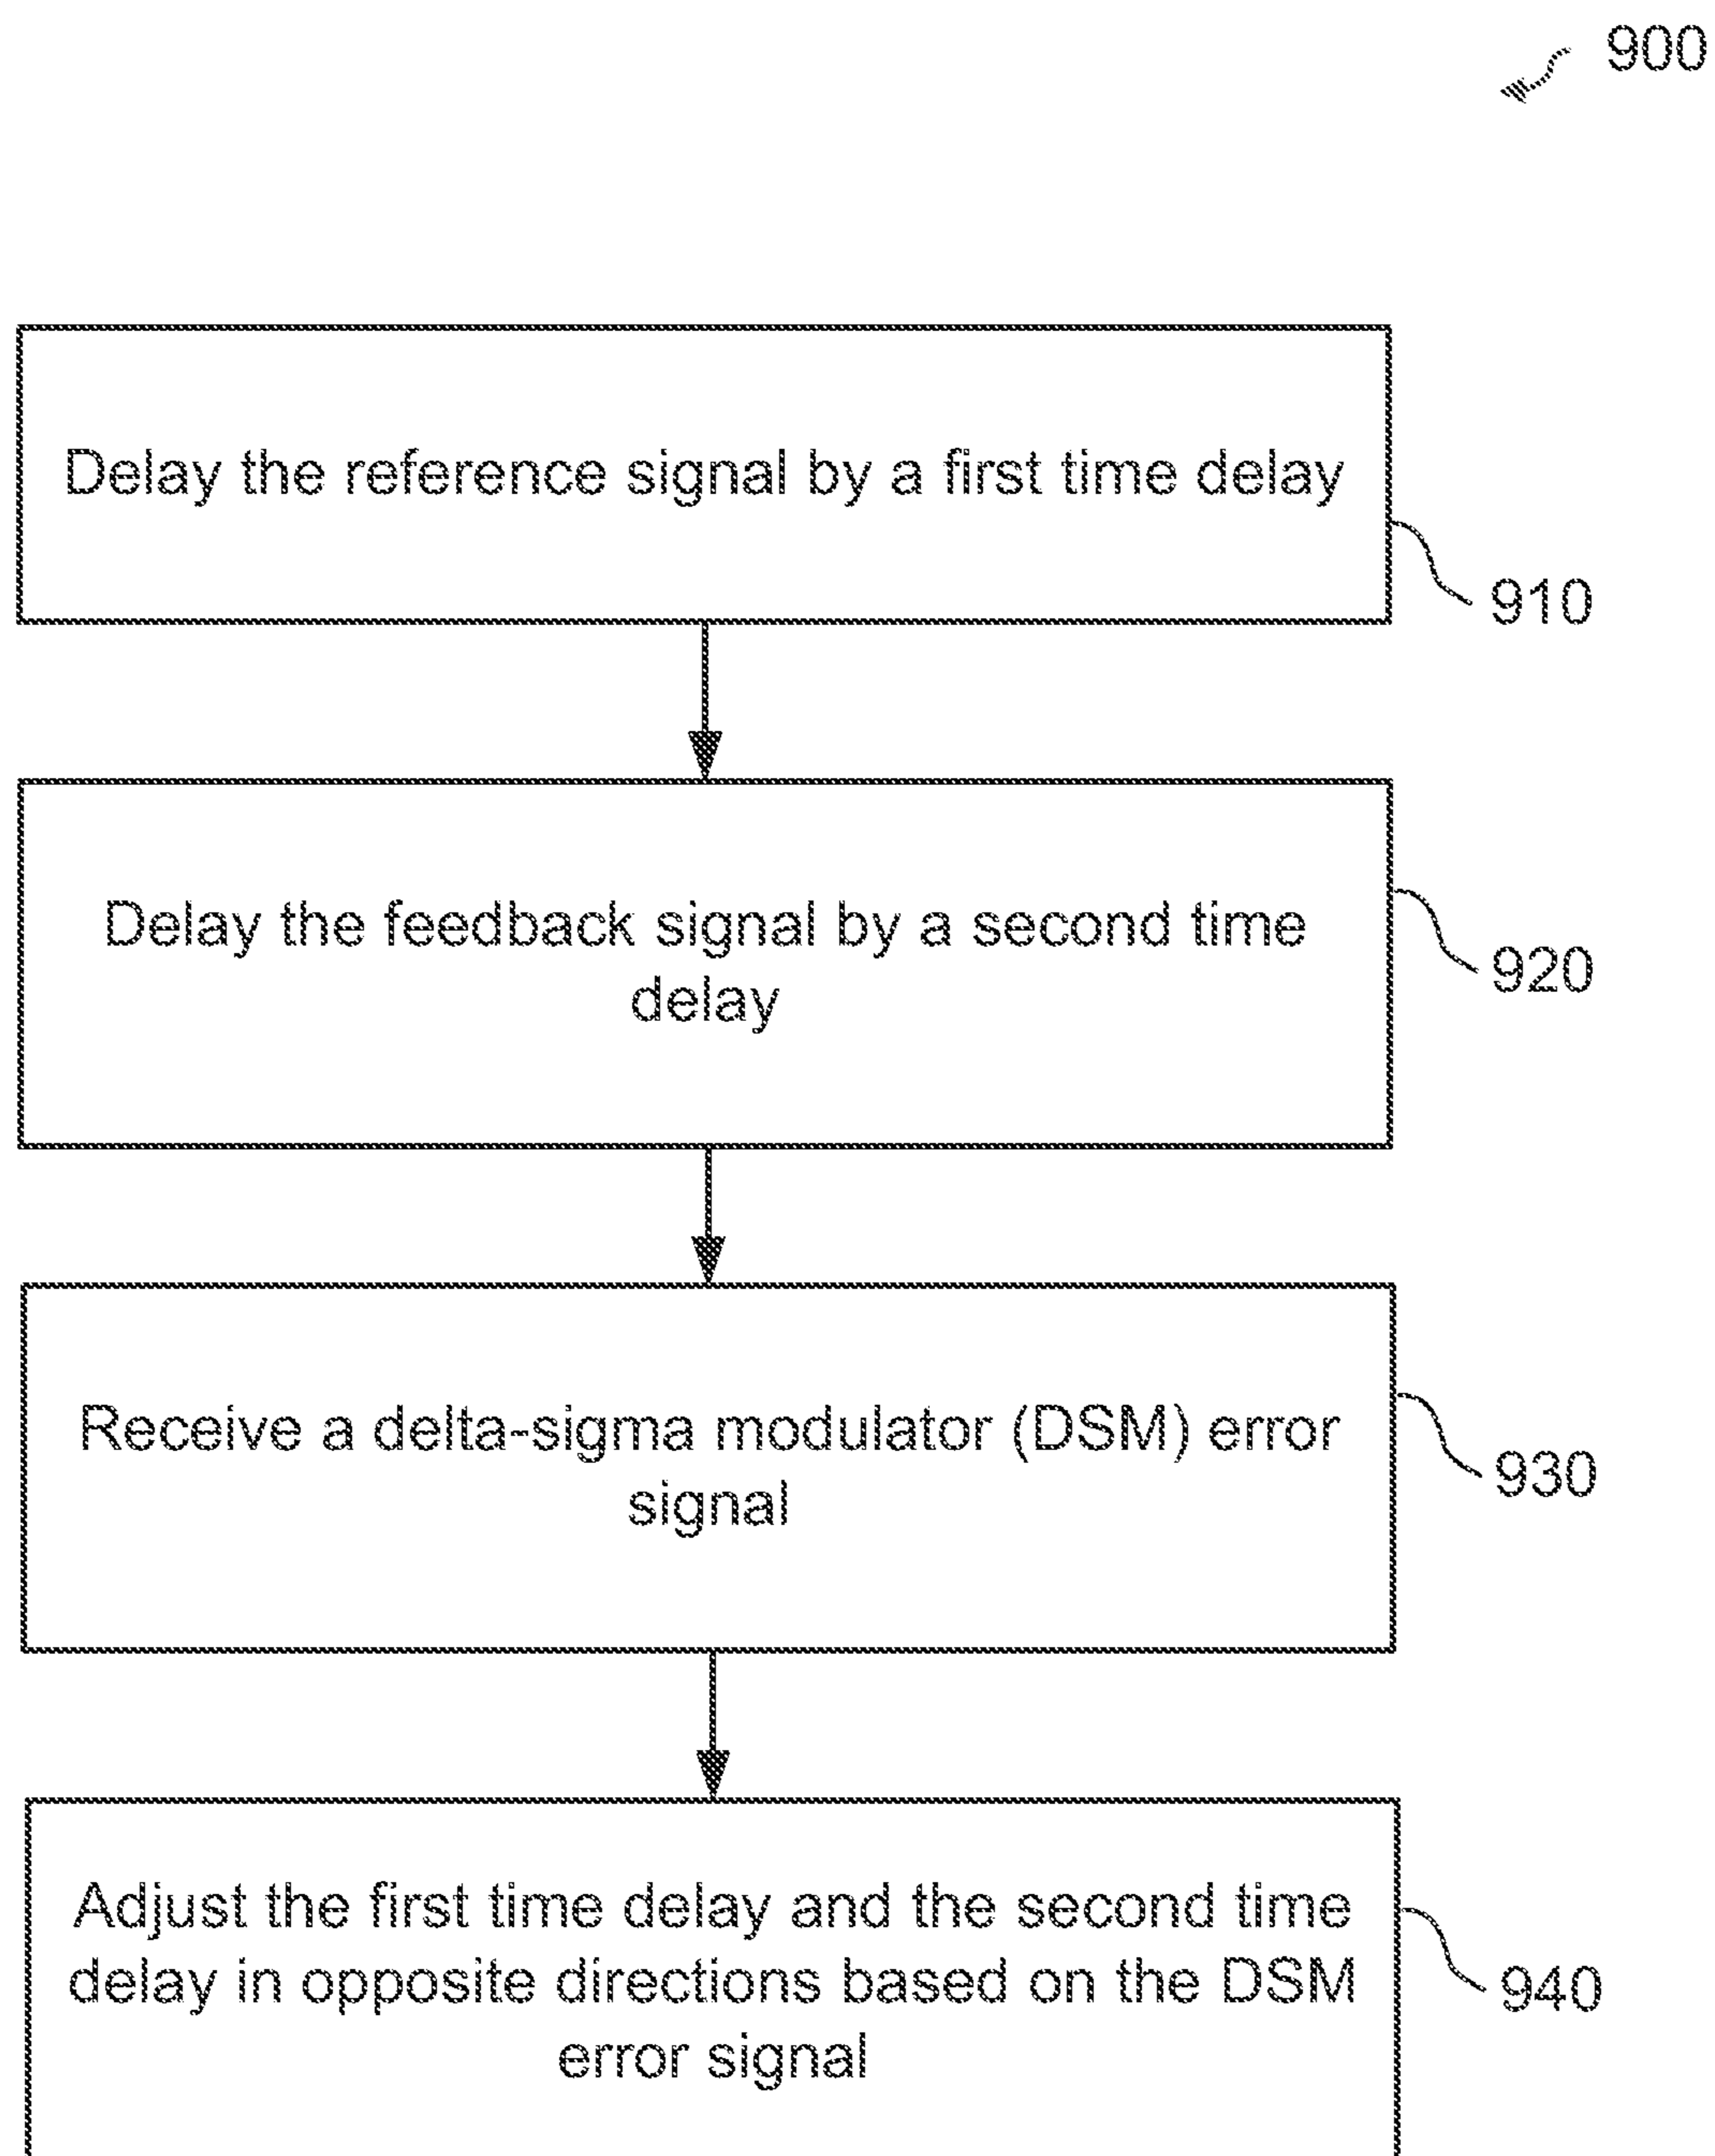 900
Delay the reference signal by a first time delay
910
Delay the feedback signal by a second time
delay
920
Receive a delta-sigma modulator (DSM) error
signal
930
Adjust the first time delay and the second time
delay in opposite directions based on the DSM
error signal
940